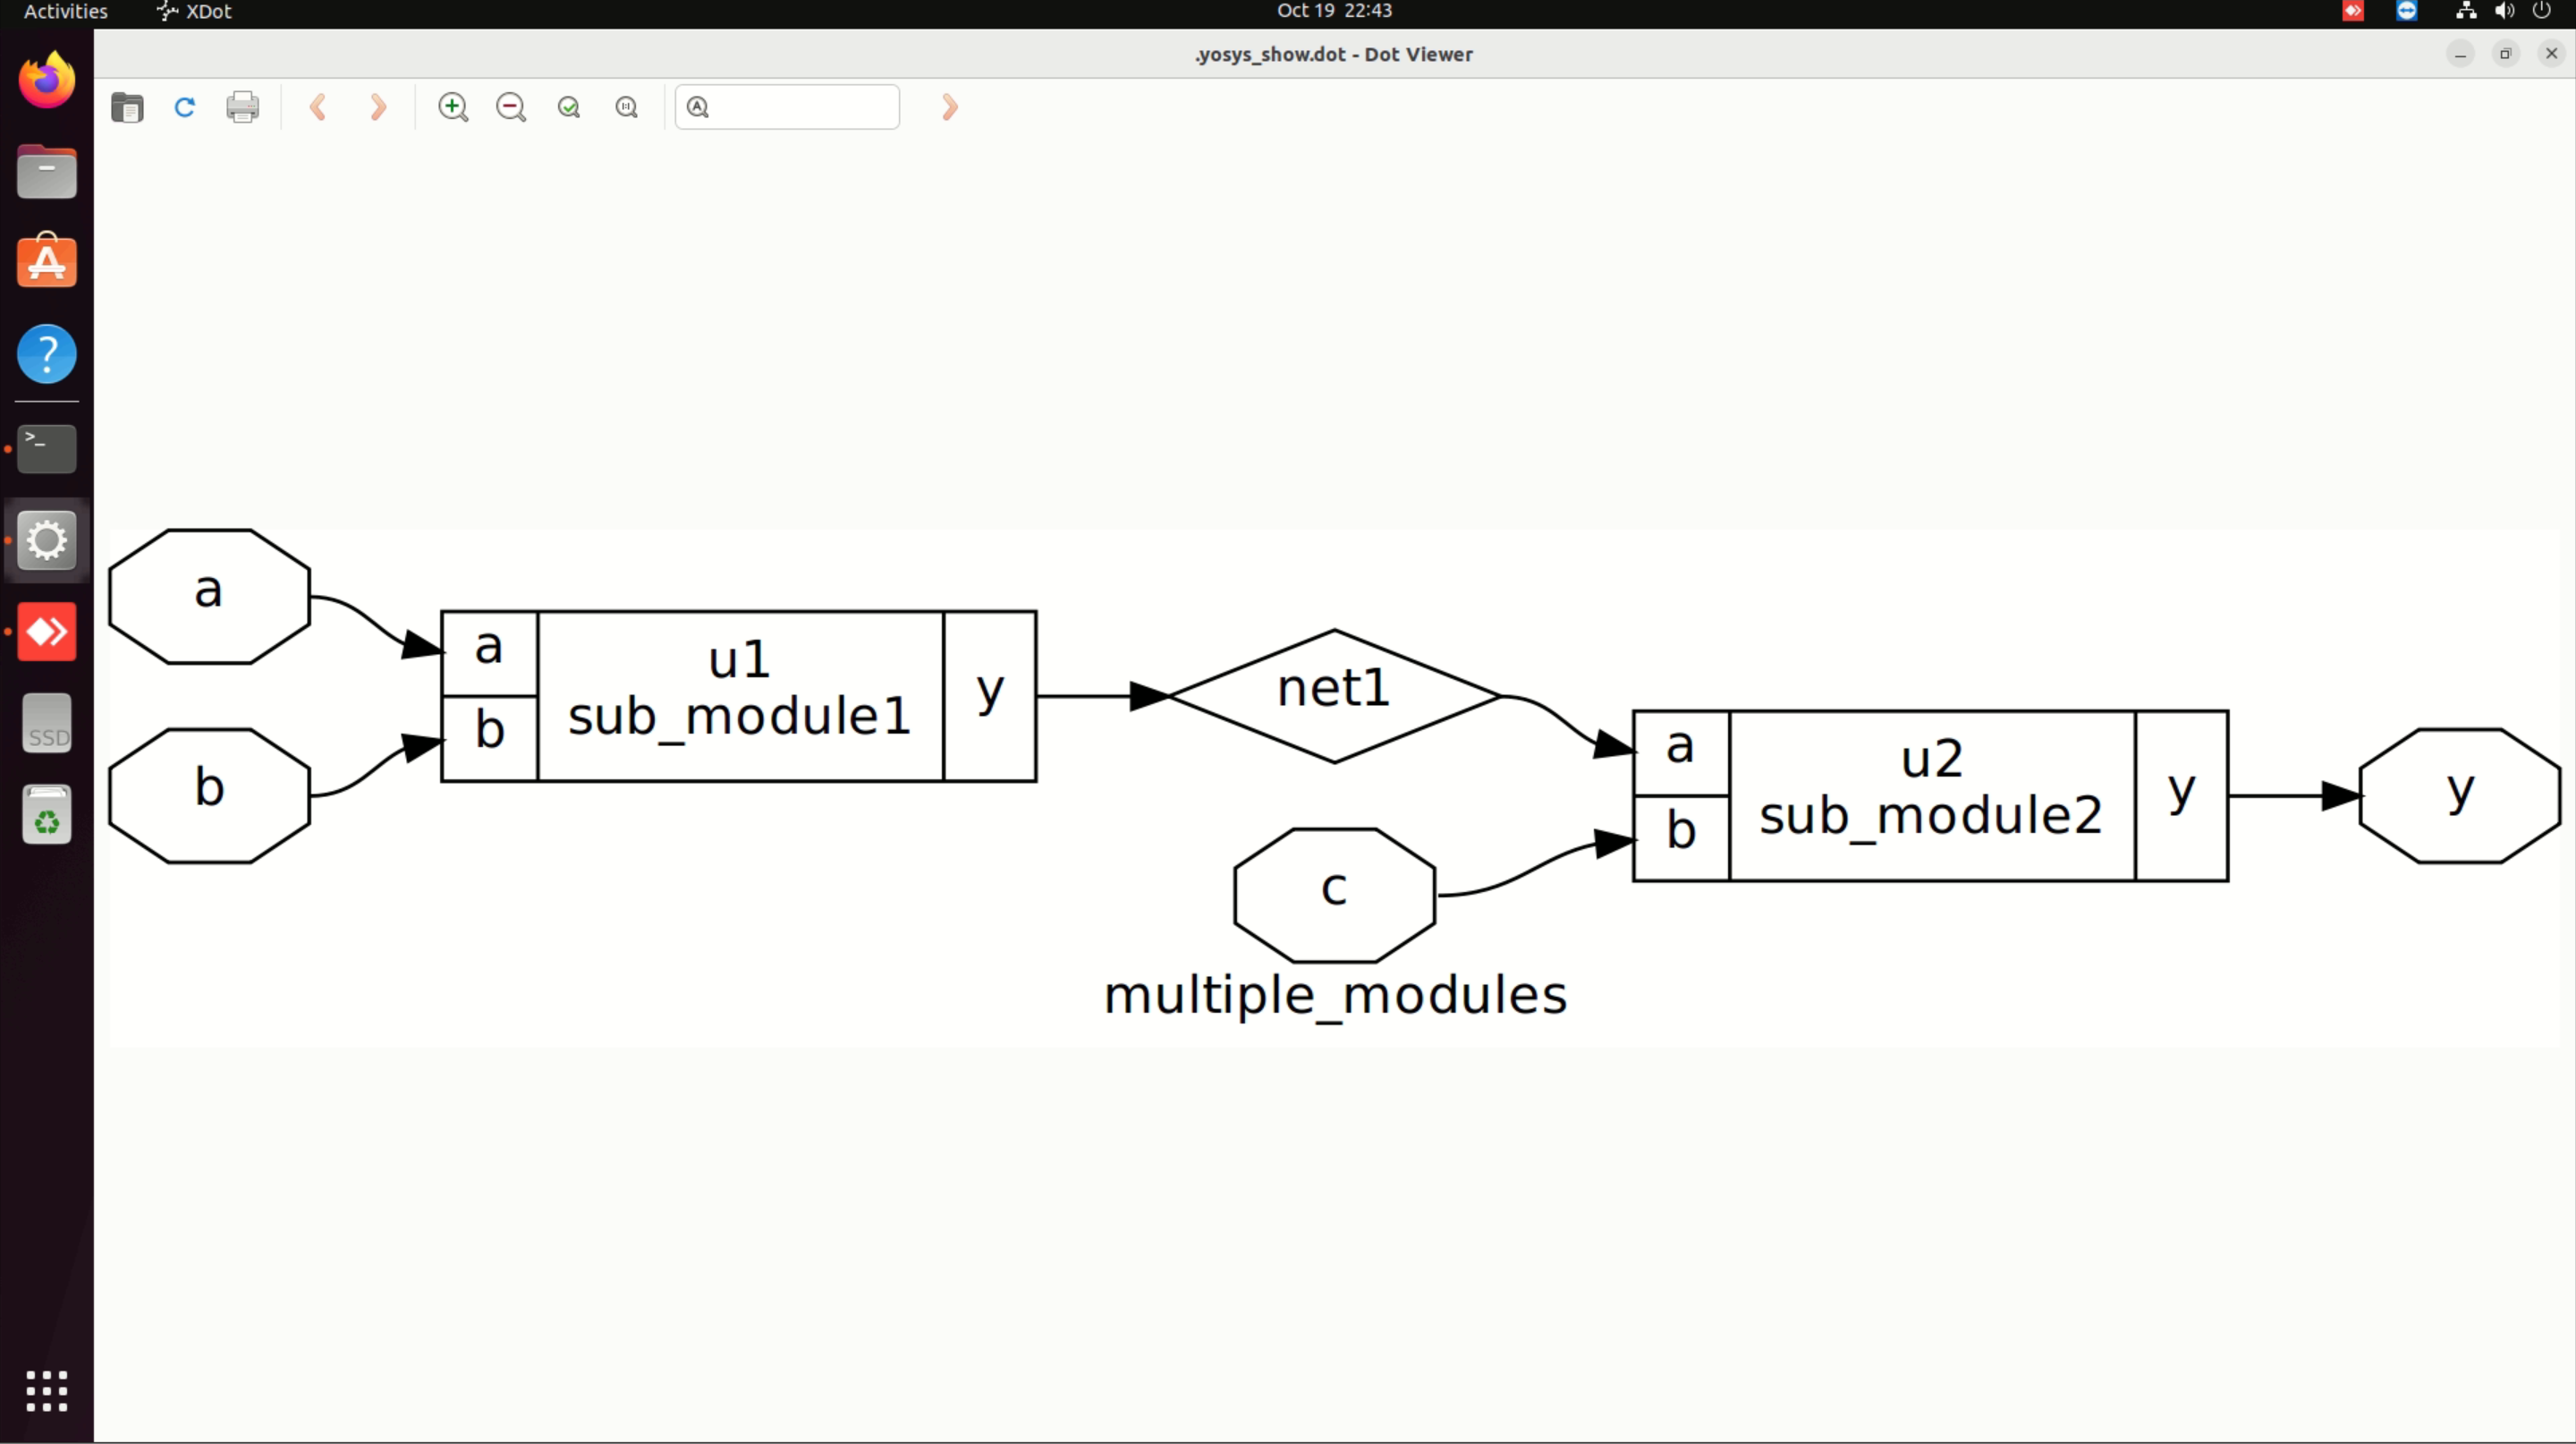 Activities XDot Oct 19 22:43
.yosys_show.dot - Dot Viewer
a
a
b
u1
sub_module1
y
b
net1
a
b
u2
sub_module2
y
y
c
multiple_modules
SSD